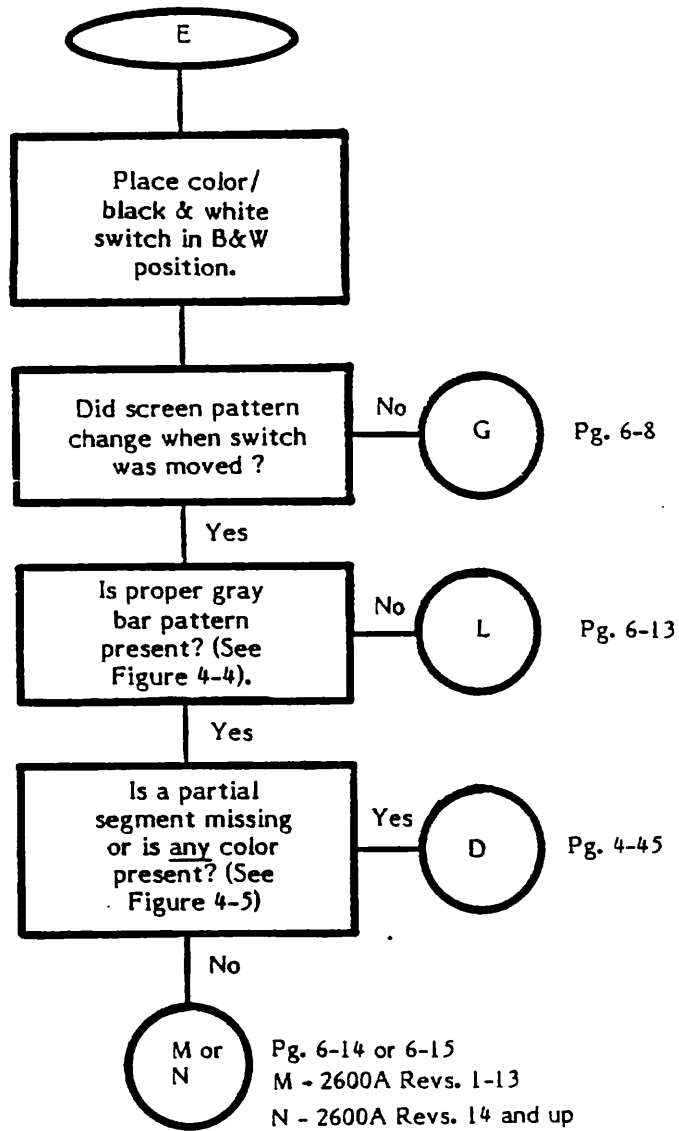 E
Place color/
black & white
switch in B&W
position.
Did screen pattern
change when switch
was moved ?
No
G
Pg. 6-8
Yes
Is proper gray
bar pattern
present? (See
Figure 4-4).
No
L
Pg. 6-13
Yes
Is a partial
segment missing
or is any color
present? (See
Figure 4-5)
Yes
D
Pg. 4-45
No
M or
N
Pg. 6-14 or 6-15
M - 2600A Revs. 1-13
N - 2600A Revs. 14 and up